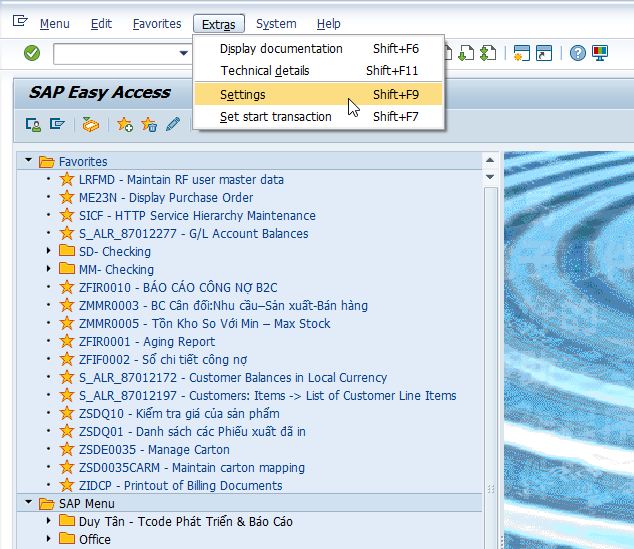 Menu Edit Favorites Extras System Help
Display documentation Shift+F6
Technical details Shift+F11
SAP Easy Access
Settings Shift+F9
Set start transaction Shift+F7
Favorites
LRFMD - Maintain RF user master data
ME23N - Display Purchase Order
SICF - HTTP Service Hierarchy Maintenance
S_ALR_87012277 - G/L Account Balances
SD- Checking
MM- Checking
ZFIR0010 - BÁO CÁO CÔNG NỢ B2C
ZMMR0003 - BC Cân đối:Nhu cầu–Sản xuất-Bán hàng
ZMMR0005 - Tồn Kho So Với Min – Max Stock
ZFIR0001 - Aging Report
ZFIF0002 - Sổ chi tiết công nợ
S_ALR_87012172 - Customer Balances in Local Currency
S_ALR_87012197 - Customers: Items -> List of Customer Line Items
ZSDQ10 - Kiểm tra giá của sản phẩm
ZSDQ01 - Danh sách các Phiếu xuất đã in
ZSDE0035 - Manage Carton
ZSD0035CARM - Maintain carton mapping
ZIDCP - Printout of Billing Documents
SAP Menu
Duy Tân - Tcode Phát Triển & Báo Cáo
Office